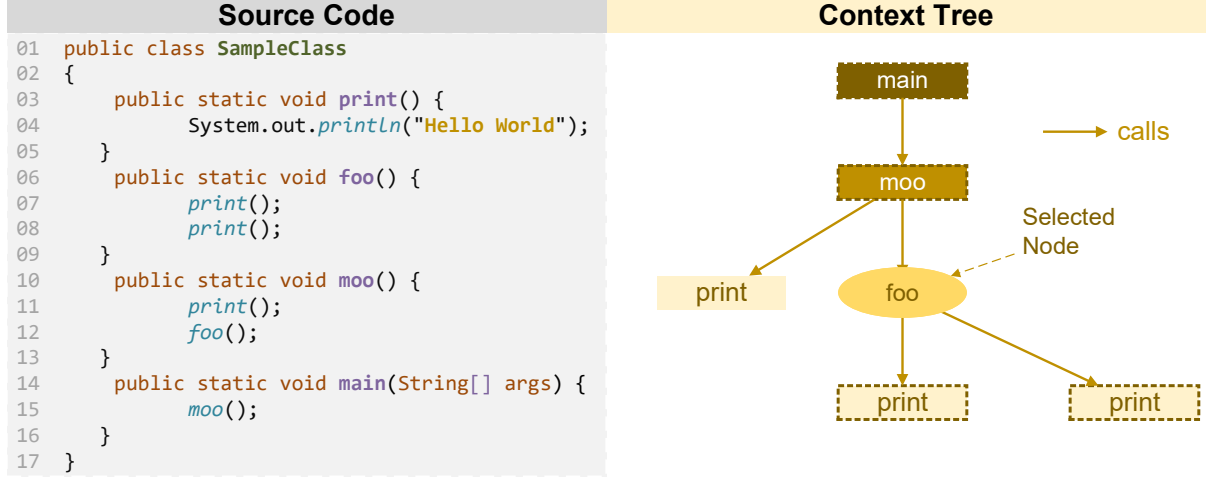 Source Code
01 public class SampleClass
02 {
03 public static void print() {
04 System.out.println("Hello World");
05 }
06 public static void foo() {
07 print();
08 print();
09 }
10 public static void moo() {
11 print();
12 foo();
13 }
14 public static void main(String[] args) {
15 moo();
16 }
17 }
Context Tree
main
calls
moo
Selected
Node
print
foo
print
print